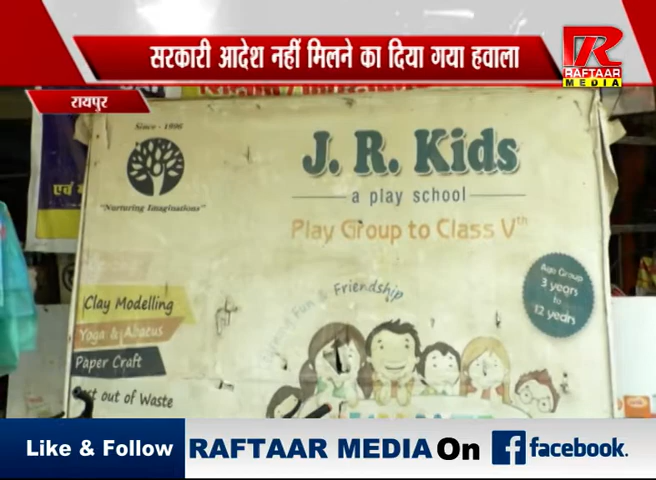 सरकारी आदेश नहीं मिलने का दिया गया हवाला
RAFTAAR
MEDIA
रायपुर
Since - 1996
J. R. Kids
a play school
"Nurturing Imaginations"
Play Group to Class Vth
एवं
Age Group
3 years
to
12 years
Fun & Friendship
Clay Modelling
Yoga & Abacus
Paper Craft
out of Waste
Like & Follow RAFTAAR MEDIA On facebook.